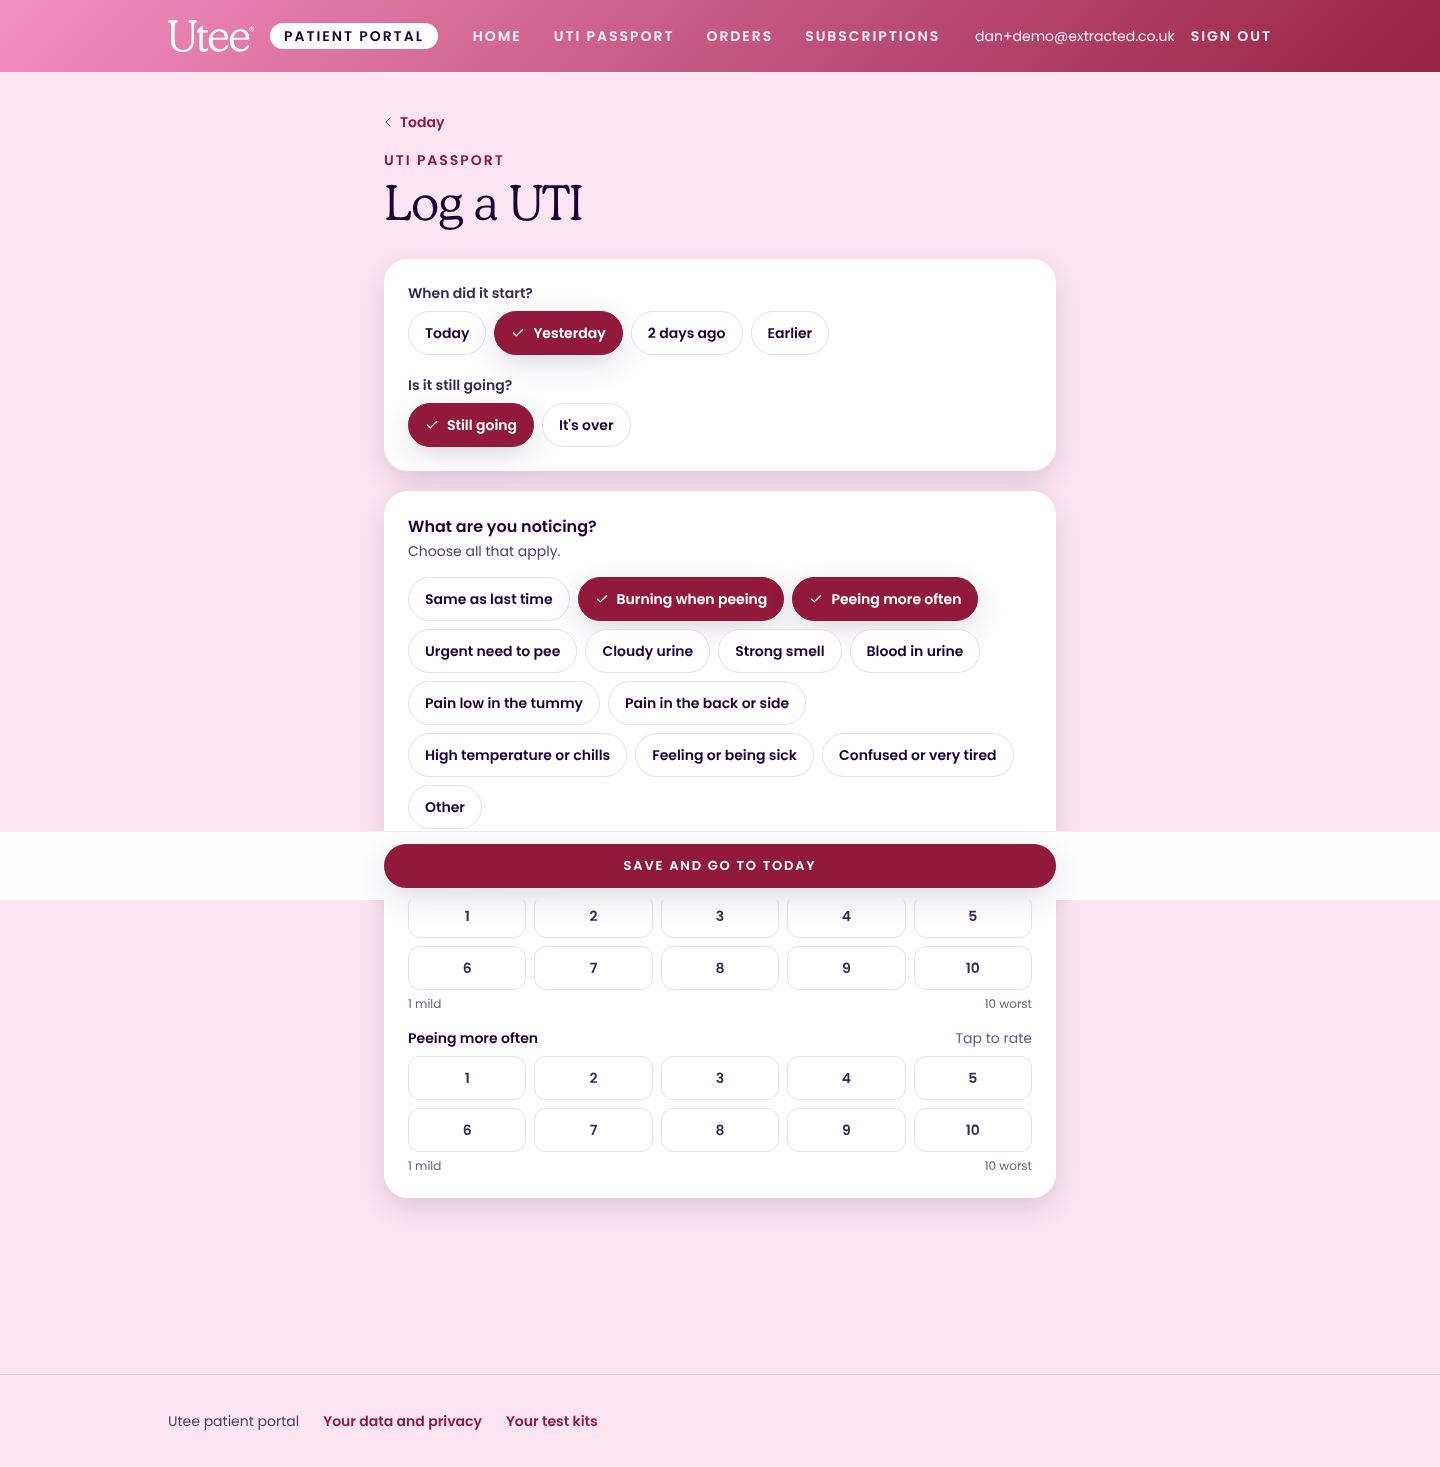 Utee® PATIENT PORTAL HOME UTI PASSPORT ORDERS SUBSCRIPTIONS dan+demo@extracted.co.uk SIGN OUT
Today
UTI PASSPORT
Log a UTI
When did it start?
Today Yesterday 2 days ago Earlier
Is it still going?
Still going It's over
What are you noticing?
Choose all that apply.
Same as last time Burning when peeing Peeing more often
Urgent need to pee Cloudy urine Strong smell Blood in urine
Pain low in the tummy Pain in the back or side
High temperature or chills Feeling or being sick Confused or very tired
Other
SAVE AND GO TO TODAY
1 2 3 4 5
6 7 8 9 10
1 mild 10 worst
Peeing more often Tap to rate
1 2 3 4 5
6 7 8 9 10
1 mild 10 worst
Utee patient portal Your data and privacy Your test kits